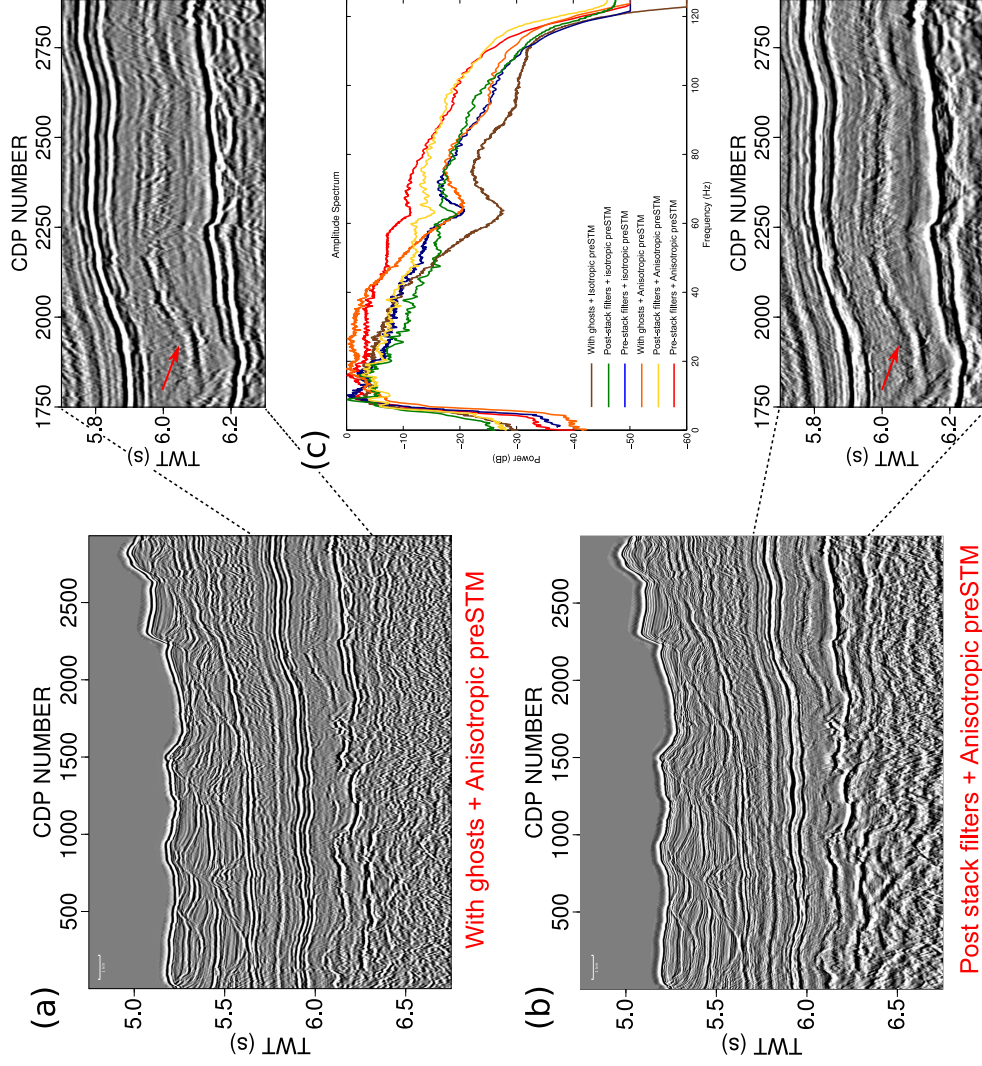 (a)
CDP NUMBER
500 1000 1500 2000 2500
TWT (s)
5.0
5.5
6.0
6.5
With ghosts + Anisotropic preSTM
CDP NUMBER
1750 2000 2250 2500 2750
TWT (s)
5.8
6.0
6.2
(b)
CDP NUMBER
500 1000 1500 2000 2500
TWT (s)
5.0
5.5
6.0
6.5
Post stack filters + Anisotropic preSTM
CDP NUMBER
1750 2000 2250 2500 2750
TWT (s)
5.8
6.0
6.2
(c)
Amplitude Spectrum
Power (dB)
0
−10
−20
−30
−40
−50
−60
0 20 40 60 80 100 120
Frequency (Hz)
With ghosts + Isotropic preSTM
Post-stack filters + isotropic preSTM
Pre-stack filters + isotropic preSTM
With ghosts + Anisotropic preSTM
Post-stack filters + Anisotropic preSTM
Pre-stack filters + Anisotropic preSTM